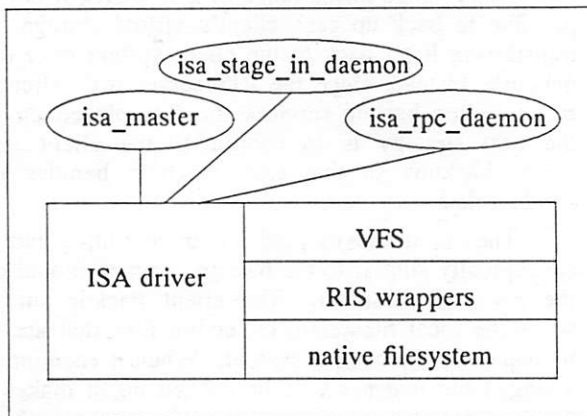 isa_stage_in_daemon
isa_master
isa_rpc_daemon
ISA driver
VFS
RIS wrappers
native filesystem